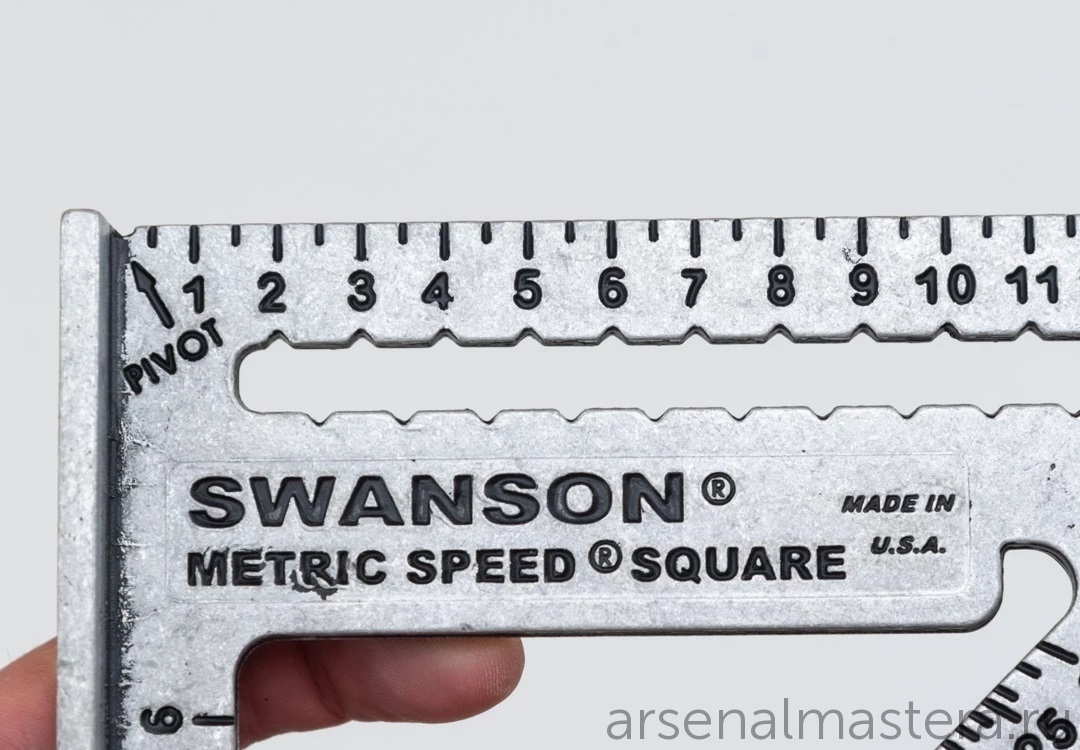 1 2 3 4 5 6 7 8 9 10 11
PIVOT
SWANSON®
METRIC SPEED® SQUARE
MADE IN
U.S.A.
arsenalmastera.ru